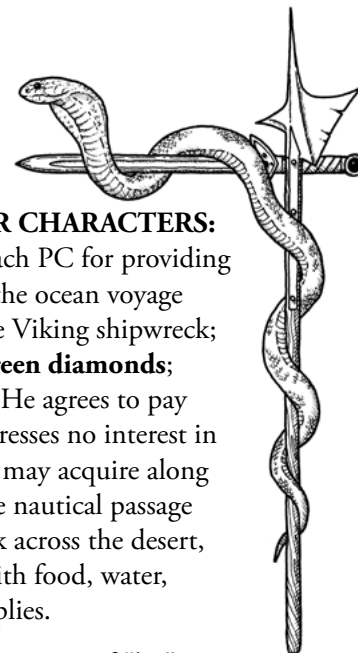 R CHARACTERS:
ach PC for providing
he ocean voyage
e Viking shipwreck;
reen diamonds;
He agrees to pay
resses no interest in
may acquire along
e nautical passage
k across the desert,
ith food, water,
plies.